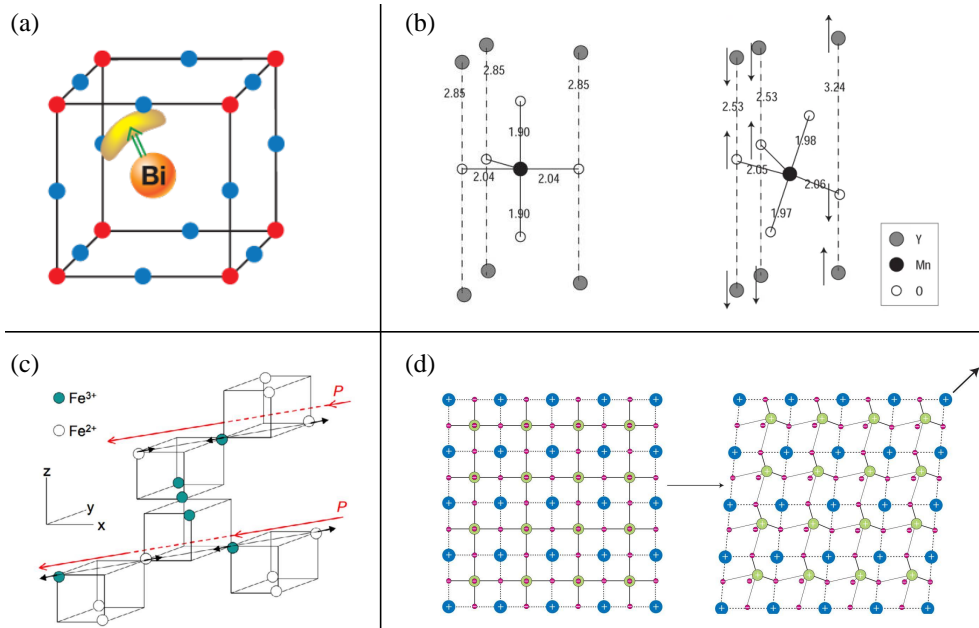 (a)
Bi
(b)
2.85
2.85
2.85
1.90
2.04
2.04
1.90
2.53
2.53
3.24
1.98
2.05
2.06
1.97
Y
Mn
O
(c)
Fe3+
Fe2+
P
z
y
x
P
(d)